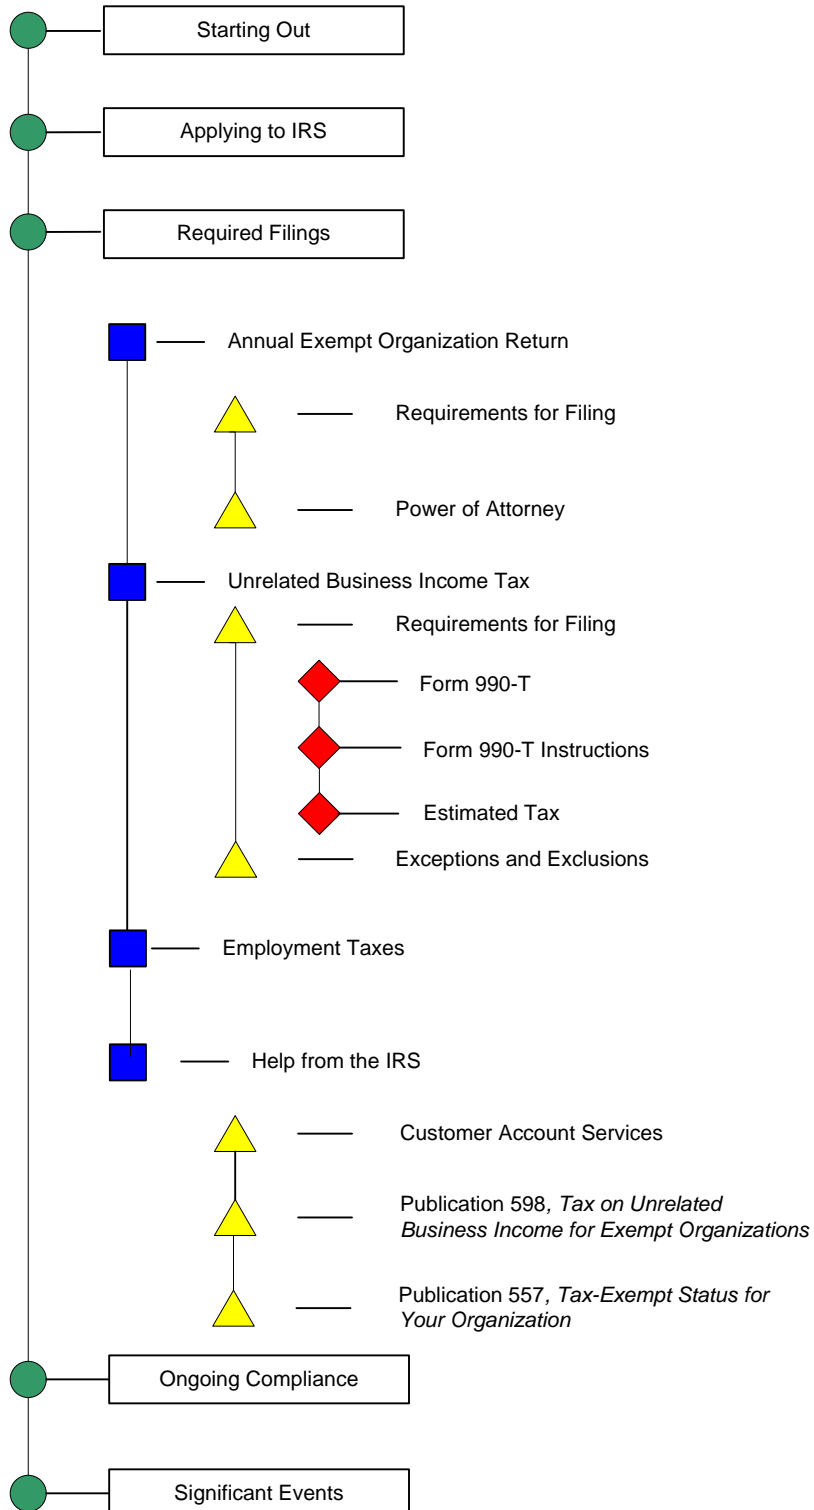 Starting Out
Applying to IRS
Required Filings
Annual Exempt Organization Return
Requirements for Filing
Power of Attorney
Unrelated Business Income Tax
Requirements for Filing
Form 990-T
Form 990-T Instructions
Estimated Tax
Exceptions and Exclusions
Employment Taxes
Help from the IRS
Customer Account Services
Publication 598, Tax on Unrelated
Business Income for Exempt Organizations
Publication 557, Tax-Exempt Status for
Your Organization
Ongoing Compliance
Significant Events